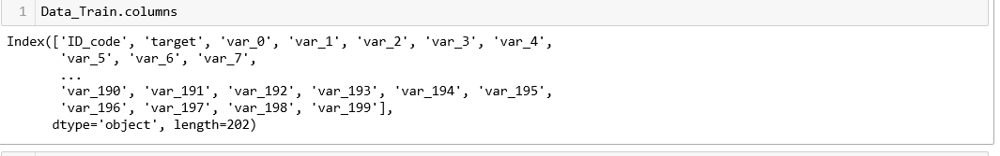 1 Data_Train.columns
Index(['ID_code', 'target', 'var_0', 'var_1', 'var_2', 'var_3', 'var_4',
'var_5', 'var_6', 'var_7',
...
'var_190', 'var_191', 'var_192', 'var_193', 'var_194', 'var_195',
'var_196', 'var_197', 'var_198', 'var_199'],
dtype='object', length=202)